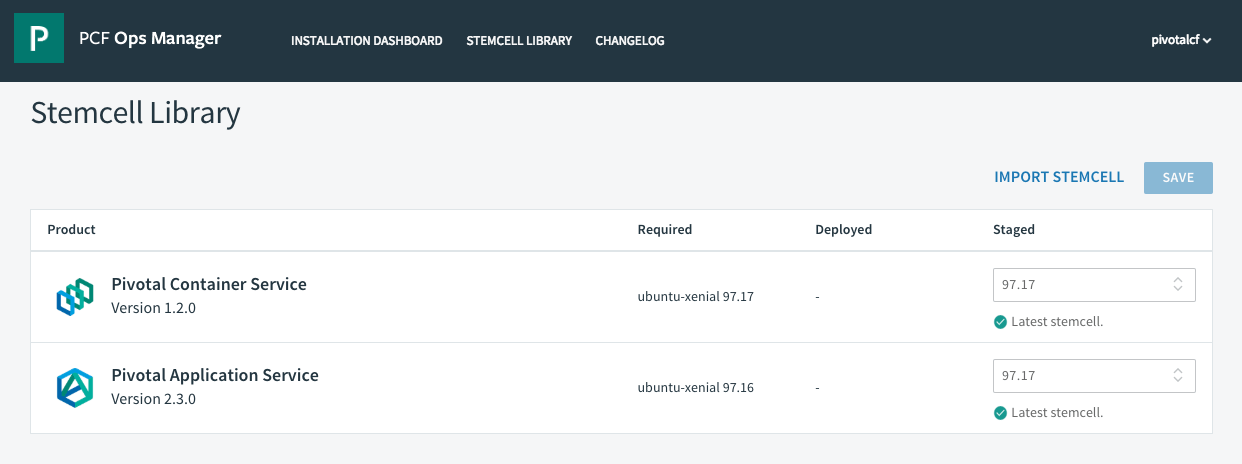 P PCF Ops Manager INSTALLATION DASHBOARD STEMCELL LIBRARY CHANGELOG pivotalcf
Stemcell Library
IMPORT STEMCELL SAVE
Product Required Deployed Staged
Pivotal Container Service
Version 1.2.0
ubuntu-xenial 97.17 - 97.17
Latest stemcell.
Pivotal Application Service
Version 2.3.0
ubuntu-xenial 97.16 - 97.17
Latest stemcell.